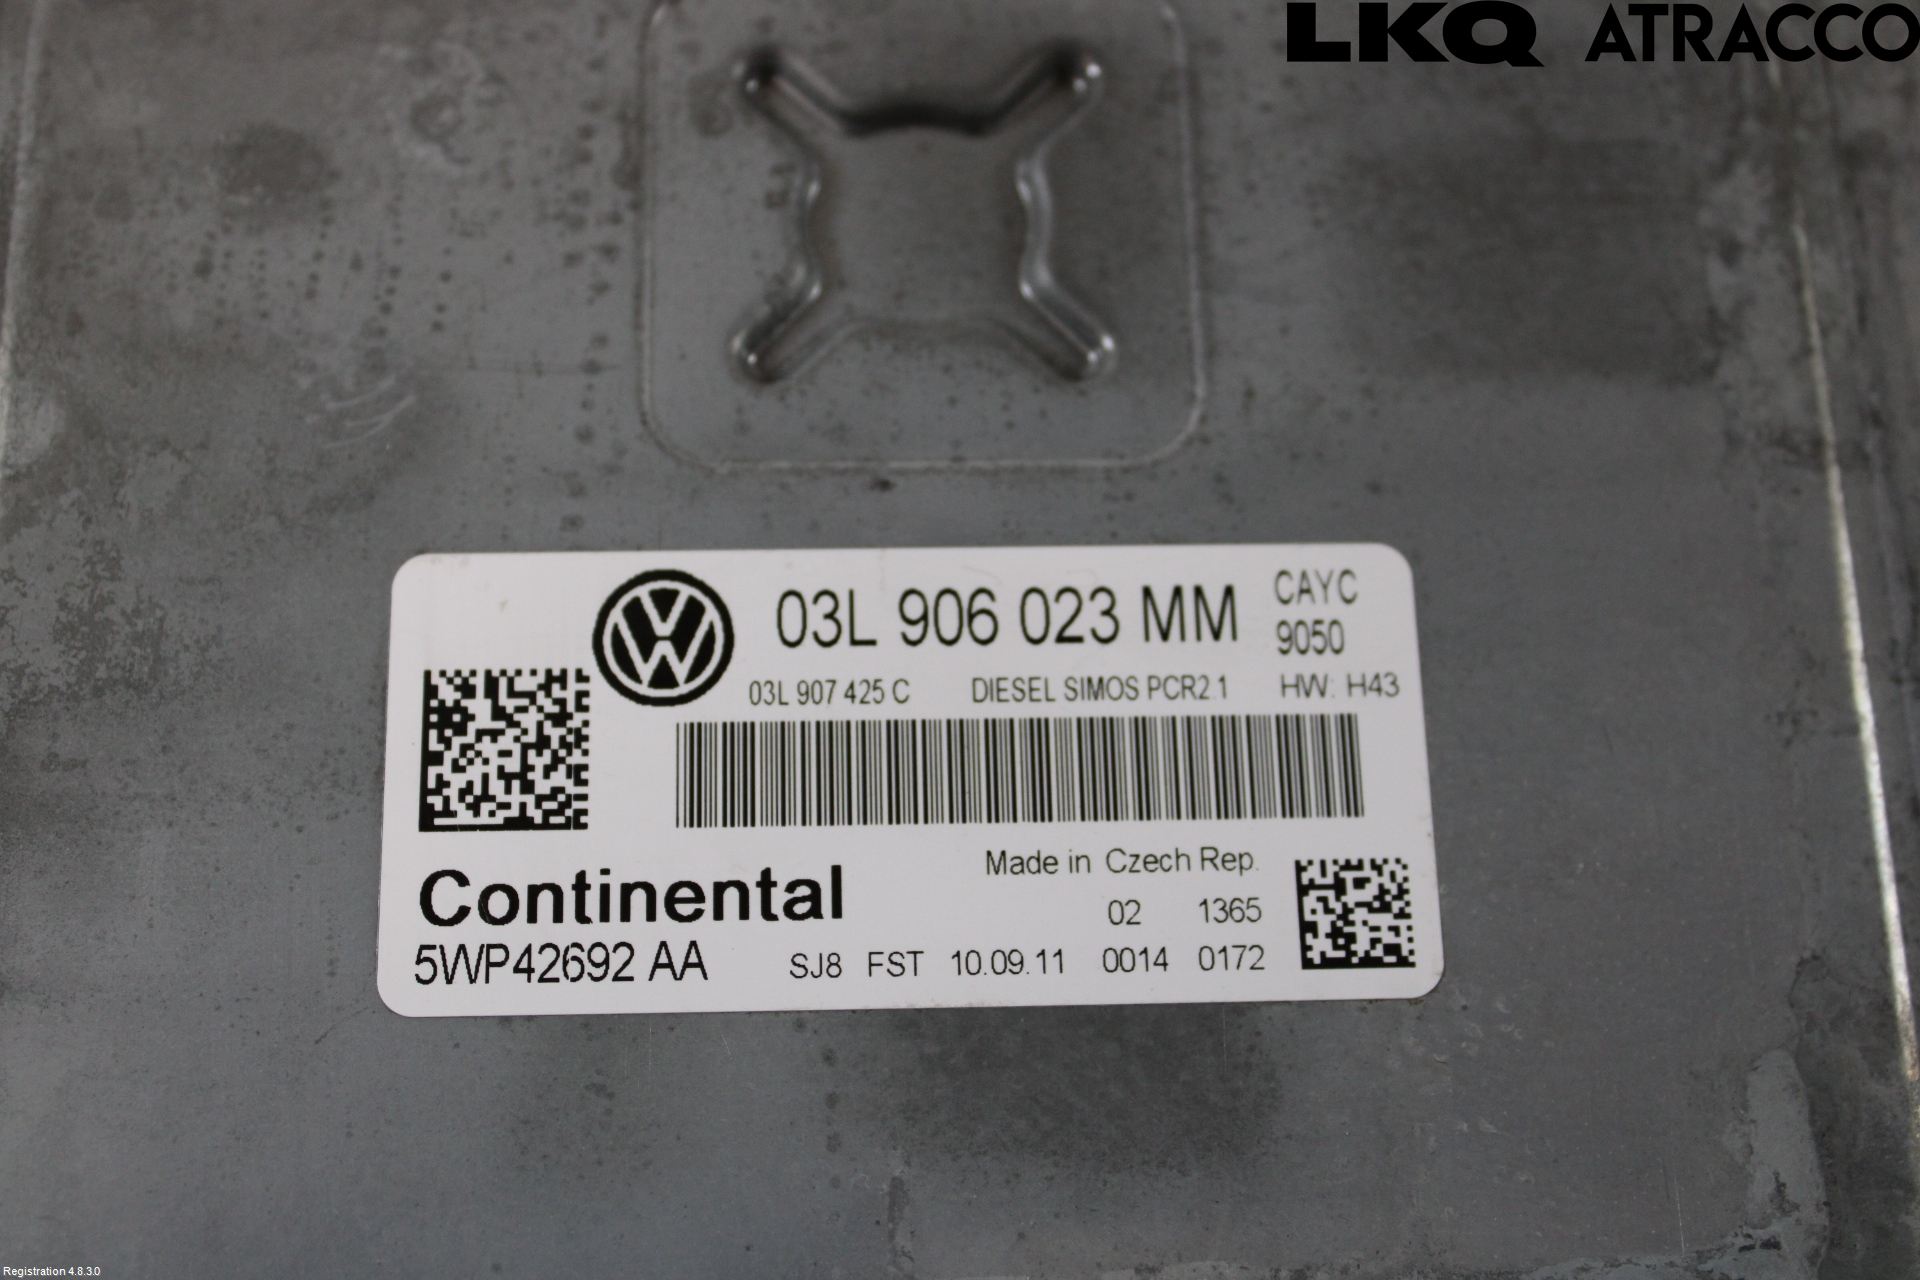 LKQ ATRACCO
03L 906 023 MM
CAYC
9050
03L 907 425 C DIESEL SIMOS PCR2.1 HW: H43
Continental
Made in Czech Rep.
02 1365
5WP42692 AA SJ8 FST 10.09.11 0014 0172
Registration 4.8.3.0